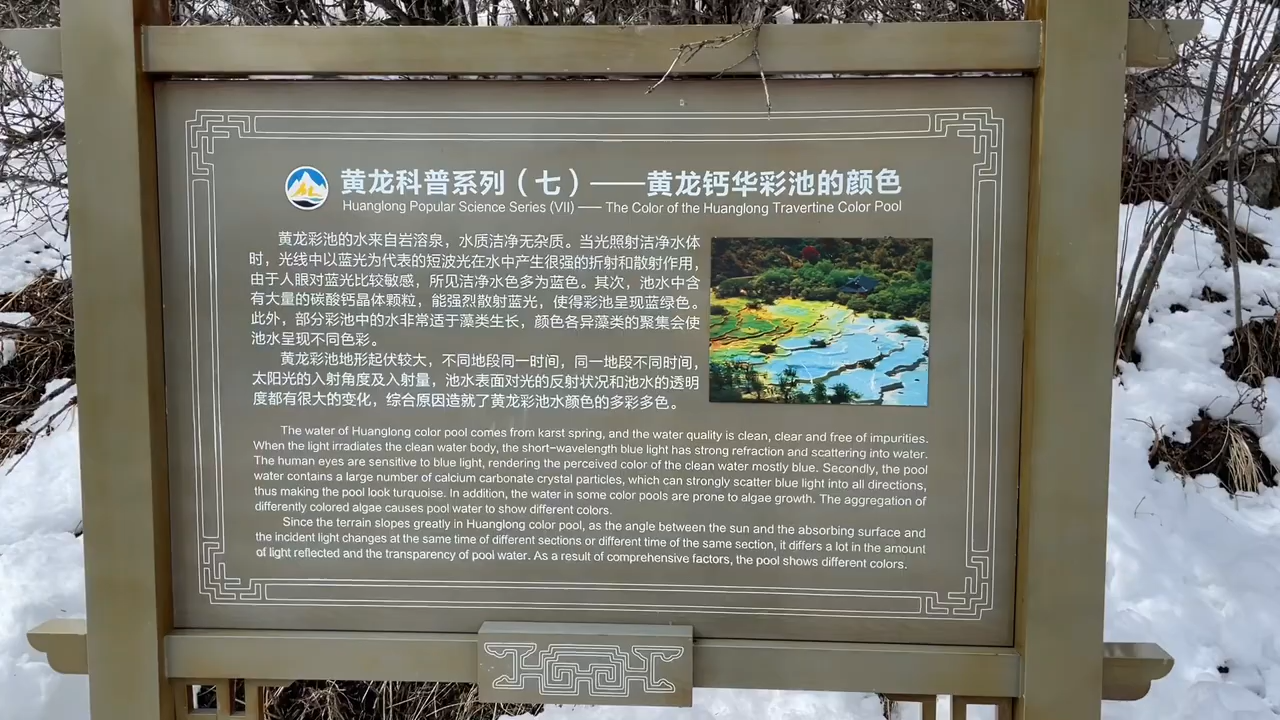 黄龙科普系列（七）——黄龙钙华彩池的颜色
Huanglong Popular Science Series (VII) — The Color of the Huanglong Travertine Color Pool
黄龙彩池的水来自岩溶泉，水质洁净无杂质。当光照射洁净水体
时，光线中以蓝光为代表的短波光在水中产生很强的折射和散射作用，
由于人眼对蓝光比较敏感，所见洁净水色多为蓝色。其次，池水中含
有大量的碳酸钙晶体颗粒，能强烈散射蓝光，使得彩池呈现蓝绿色。
此外，部分彩池中的水非常适于藻类生长，颜色各异藻类的聚集会使
池水呈现不同色彩。
黄龙彩池地形起伏较大，不同地段同一时间，同一地段不同时间，
太阳光的入射角度及入射量，池水表面对光的反射状况和池水的透明
度都有很大的变化，综合原因造就了黄龙彩池水颜色的多彩多色。
The water of Huanglong color pool comes from karst spring, and the water quality is clean, clear and free of impurities.
When the light irradiates the clean water body, the short-wavelength blue light has strong refraction and scattering into water.
The human eyes are sensitive to blue light, rendering the perceived color of the clean water mostly blue. Secondly, the pool
water contains a large number of calcium carbonate crystal particles, which can strongly scatter blue light into all directions,
thus making the pool look turquoise. In addition, the water in some color pools are prone to algae growth. The aggregation of
differently colored algae causes pool water to show different colors.
Since the terrain slopes greatly in Huanglong color pool, as the angle between the sun and the absorbing surface and
the incident light changes at the same time of different sections or different time of the same section, it differs a lot in the amount
of light reflected and the transparency of pool water. As a result of comprehensive factors, the pool shows different colors.